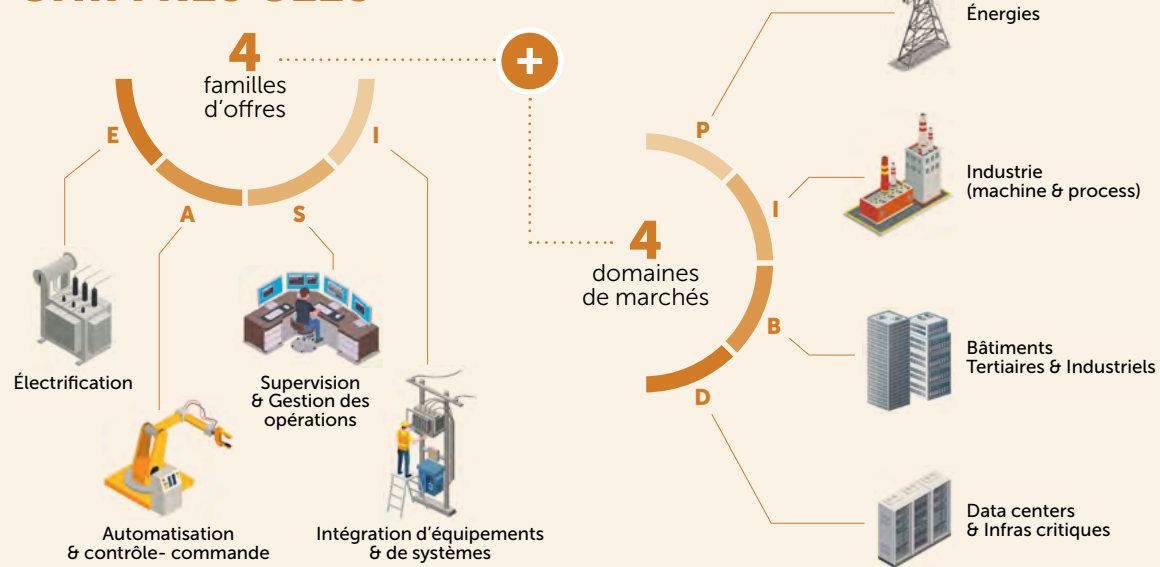 4
familles
d'offres
+
E
A
S
I
Électrification
Automatisation
& contrôle- commande
Supervision
& Gestion des
opérations
Intégration d'équipements
& de systèmes
4
domaines
de marchés
P
I
B
D
Énergies
Industrie
(machine & process)
Bâtiments
Tertiaires & Industriels
Data centers
& Infras critiques